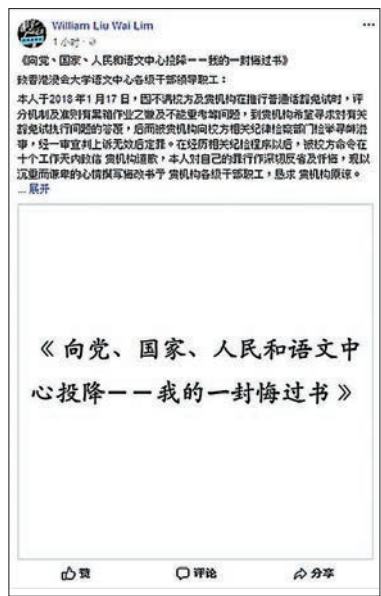 William Liu Wai Lim
1 小时 ·
《向党、国家、人民和语文中心投降——我的一封悔过书》
致香港浸会大学语文中心各级干部领导职工：
本人于2018 年 1 月 17 日，因不满校方及贵机构在推行普通话豁免试时，评
分机制及准则有黑箱作业之嫌及不能重考等问题，到贵机构希望寻求对有关
豁免试执行问题的答覆，后而被贵机构向校方相关纪律检察部门检举寻衅滋
事，经一审宣判上诉无效后定罪。在经历相关纪检程序以后，被校方命令在
十个工作天内致信 贵机构道歉，本人对自己的罪行作深切反省及忏悔，现以
沉重而谦卑的心情撰写悔改书予 贵机构各级干部职工，恳求 贵机构原谅。
... 展开
《向党、国家、人民和语文中
心投降——我的一封悔过书》
赞 评论 分享